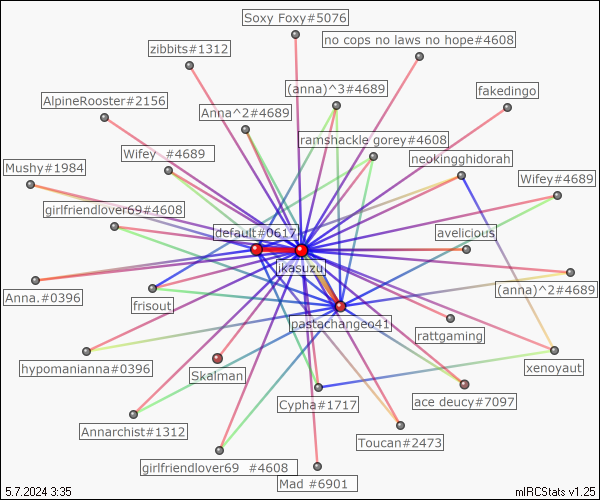 Soxy Foxy#5076
no cops no laws no hope#4608
zibbits#1312
(anna)^3#4689
fakedingo
AlpineRooster#2156
Anna^2#4689
ramshackle gorey#4608
Wifey  #4689
neokingghidorah
Mushy#1984
Wifey#4689
girlfriendlover69#4608
default#0617
avelicious
jkasuzu
Anna.#0396
(anna)^2#4689
frisout
pastachangeo41
rattgaming
hypomanianna#0396
xenoyaut
Skalman
Cypha#1717
ace deucy#7097
Annarchist#1312
Toucan#2473
girlfriendlover69  #4608
Mad #6901
5.7.2024 3:35
mIRCStats v1.25